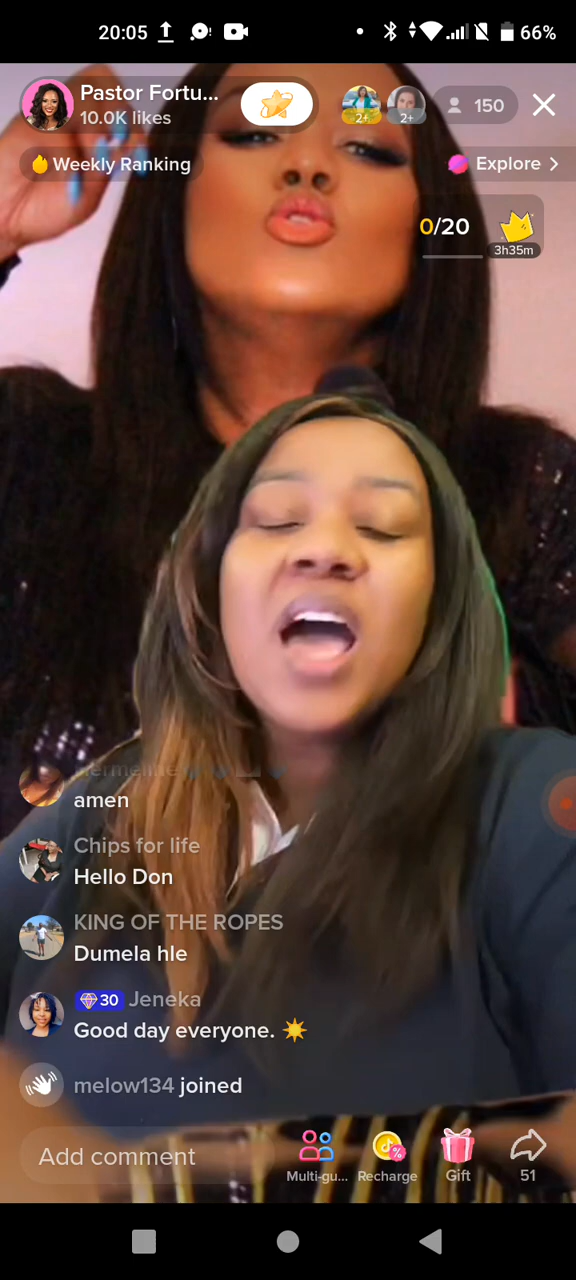 20:05
66%
Pastor Fortu...
10.0K likes
2+
2+
150
Weekly Ranking
Explore
0/20
3h35m
amen
Chips for life
Hello Don
KING OF THE ROPES
Dumela hle
30 Jeneka
Good day everyone. ☀️
melow134 joined
Add comment
Multi-gu...
Recharge
Gift
51